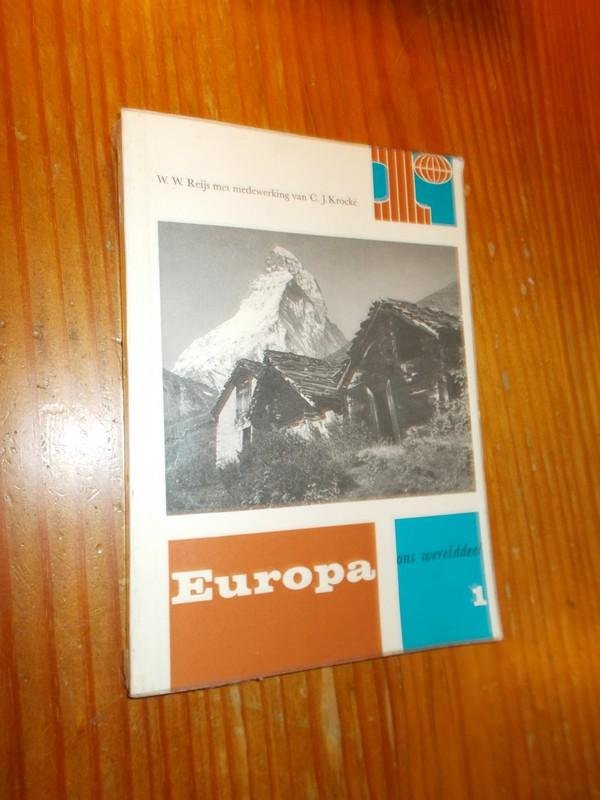 W. W. Reijs met medewerking van C. J. Krocké
Europa
ons werelddeel
1